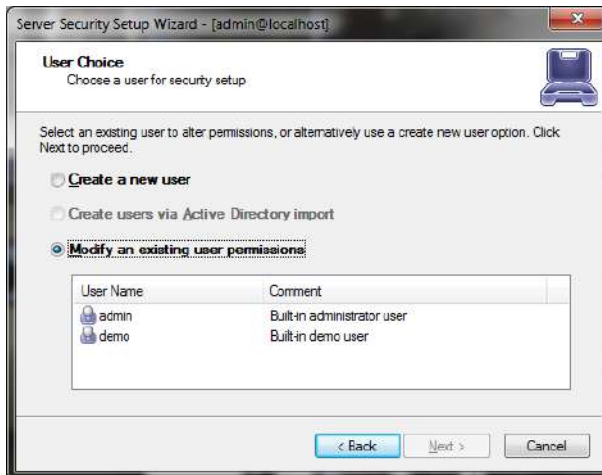 Server Security Setup Wizard - [admin@localhost]
User Choice
Choose a user for security setup
Select an existing user to alter permissions, or alternatively use a create new user option. Click
Next to proceed.
Create a new user
Create users via Active Directory import
Modify an existing user permissions
User Name Comment
admin Built-in administrator user
demo Built-in demo user
< Back Next > Cancel